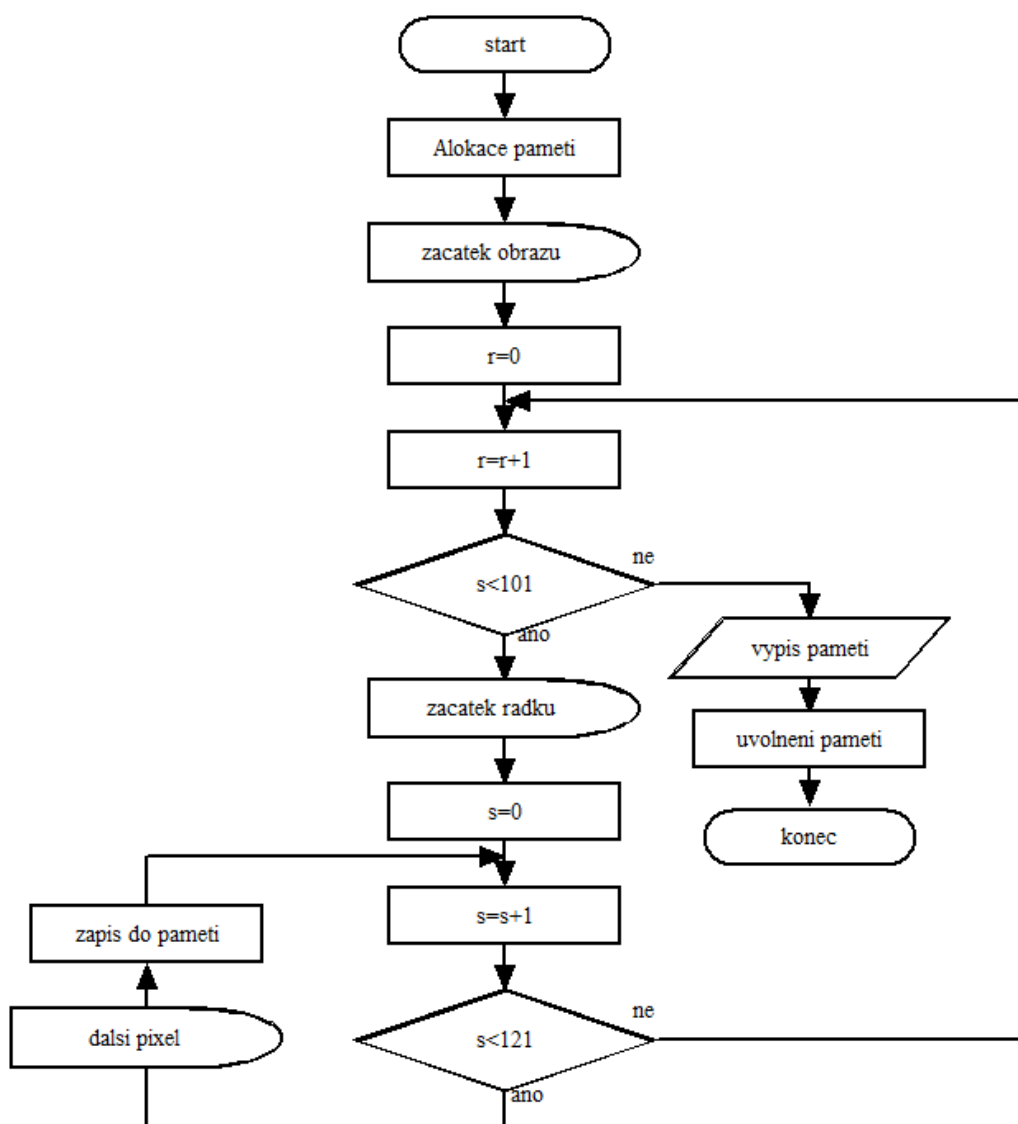 start
Alokace pameti
zacatek obrazu
r=0
r=r+1
s<101
ne
ano
vypis pameti
zacatek radku
uvolneni pameti
s=0
konec
s=s+1
zapis do pameti
s<121
ne
ano
dalsi pixel